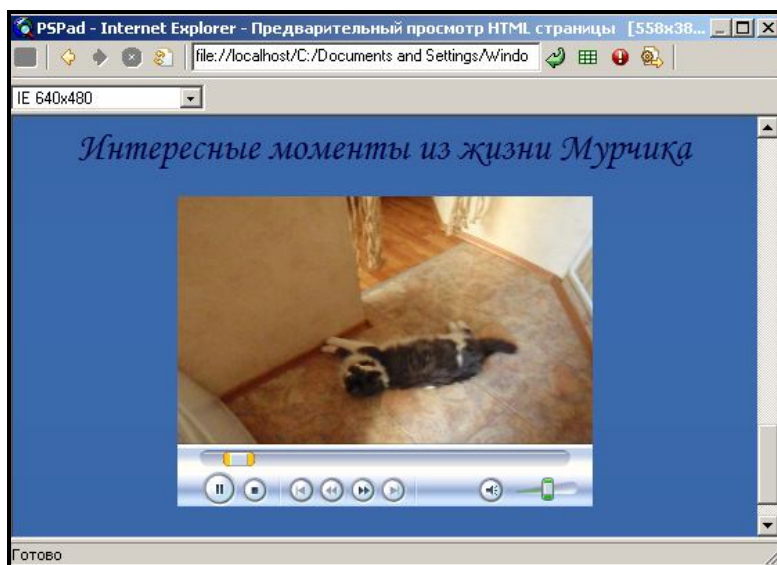 PSPad - Internet Explorer - Предварительный просмотр HTML страницы [558x38...
file://localhost/C:/Documents and Settings/Windo
IE 640x480
Интересные моменты из жизни Мурчика
Готово